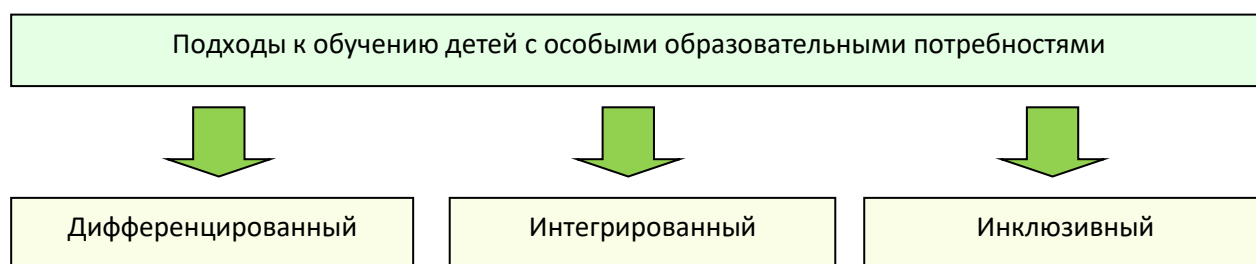 Подходы к обучению детей с особыми образовательными потребностями
Дифференцированный
Интегрированный
Инклюзивный